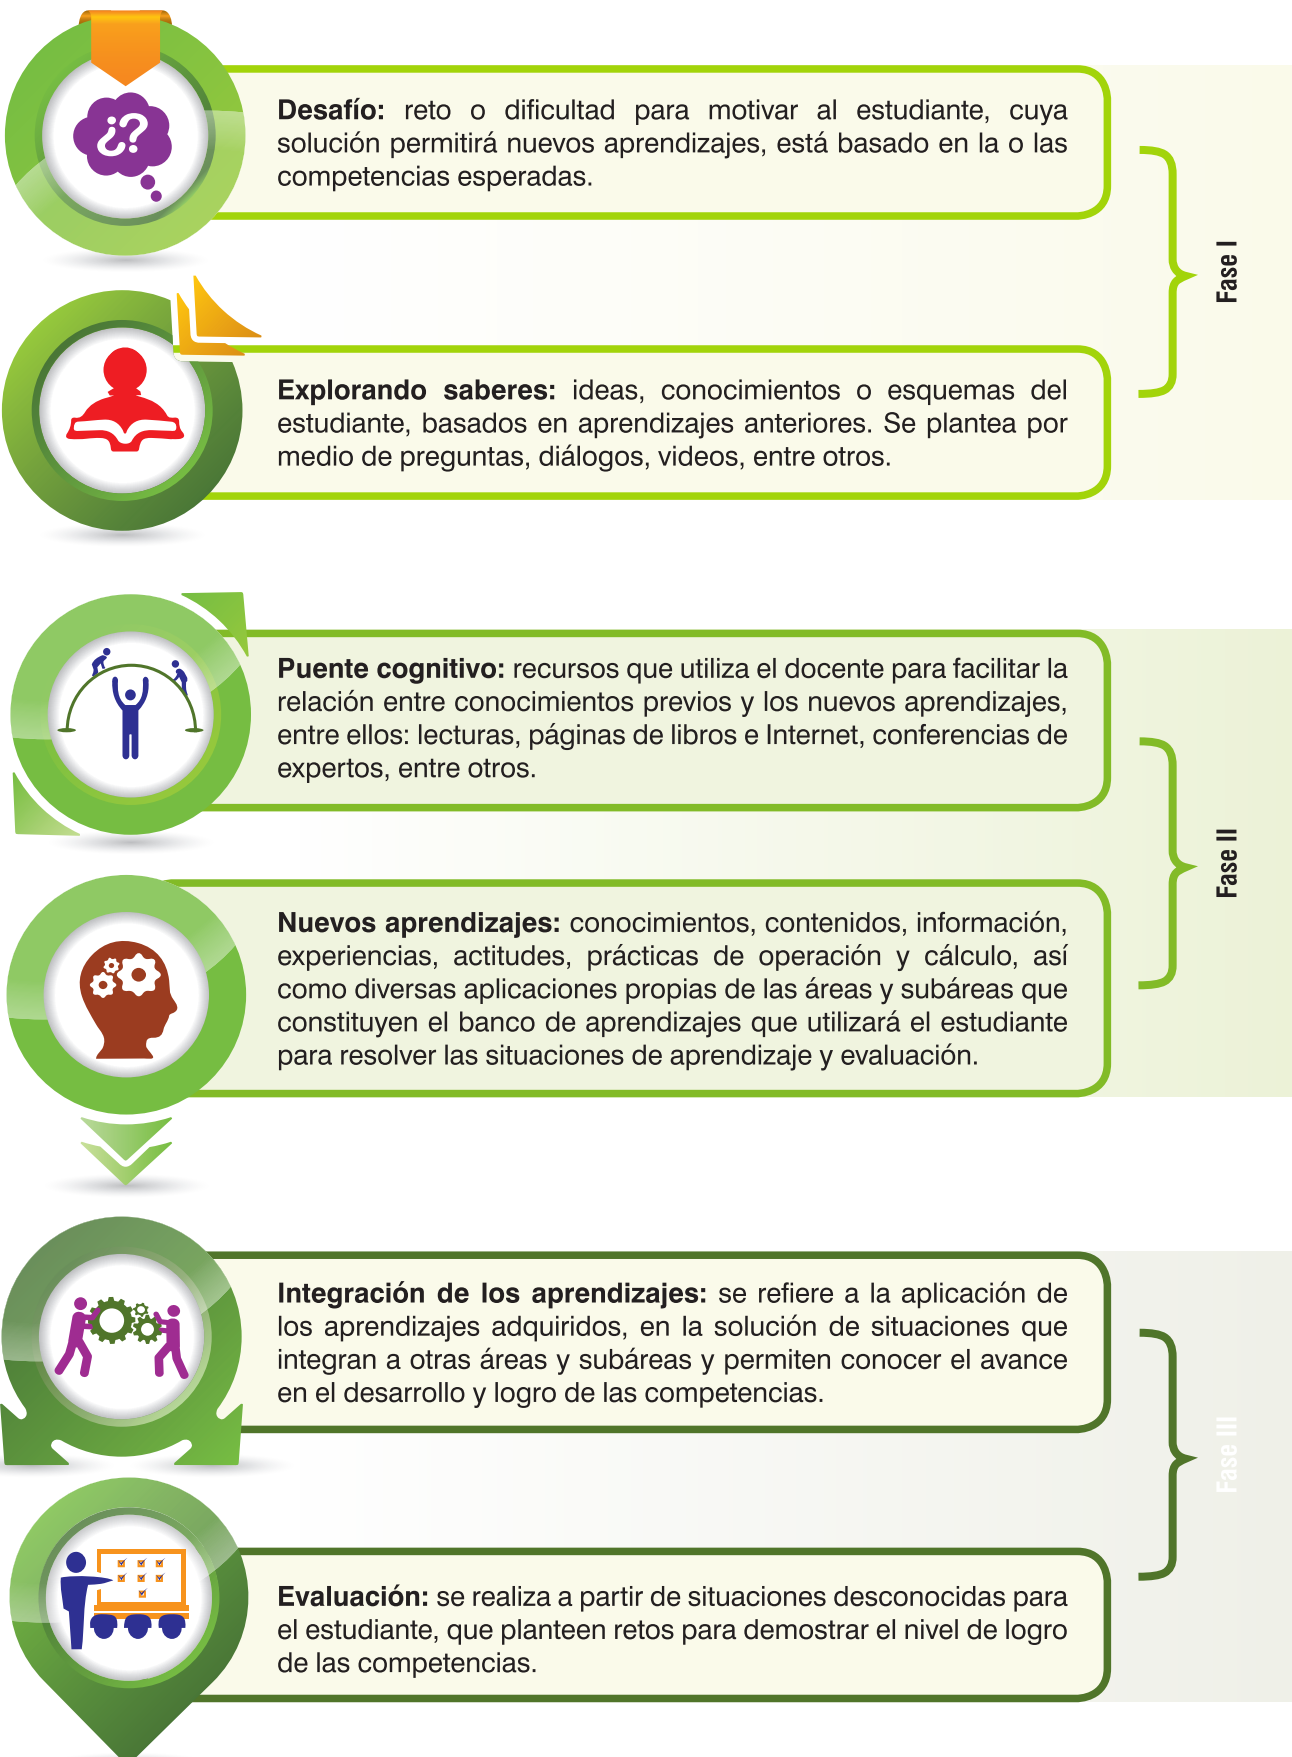 ¿?
Desafío: reto o dificultad para motivar al estudiante, cuya
solución permitirá nuevos aprendizajes, está basado en la o las
competencias esperadas.
Fase I
Explorando saberes: ideas, conocimientos o esquemas del
estudiante, basados en aprendizajes anteriores. Se plantea por
medio de preguntas, diálogos, videos, entre otros.
Puente cognitivo: recursos que utiliza el docente para facilitar la
relación entre conocimientos previos y los nuevos aprendizajes,
entre ellos: lecturas, páginas de libros e Internet, conferencias de
expertos, entre otros.
Fase II
Nuevos aprendizajes: conocimientos, contenidos, información,
experiencias, actitudes, prácticas de operación y cálculo, así
como diversas aplicaciones propias de las áreas y subáreas que
constituyen el banco de aprendizajes que utilizará el estudiante
para resolver las situaciones de aprendizaje y evaluación.
Integración de los aprendizajes: se refiere a la aplicación de
los aprendizajes adquiridos, en la solución de situaciones que
integran a otras áreas y subáreas y permiten conocer el avance
en el desarrollo y logro de las competencias.
Fase III
Evaluación: se realiza a partir de situaciones desconocidas para
el estudiante, que planteen retos para demostrar el nivel de logro
de las competencias.